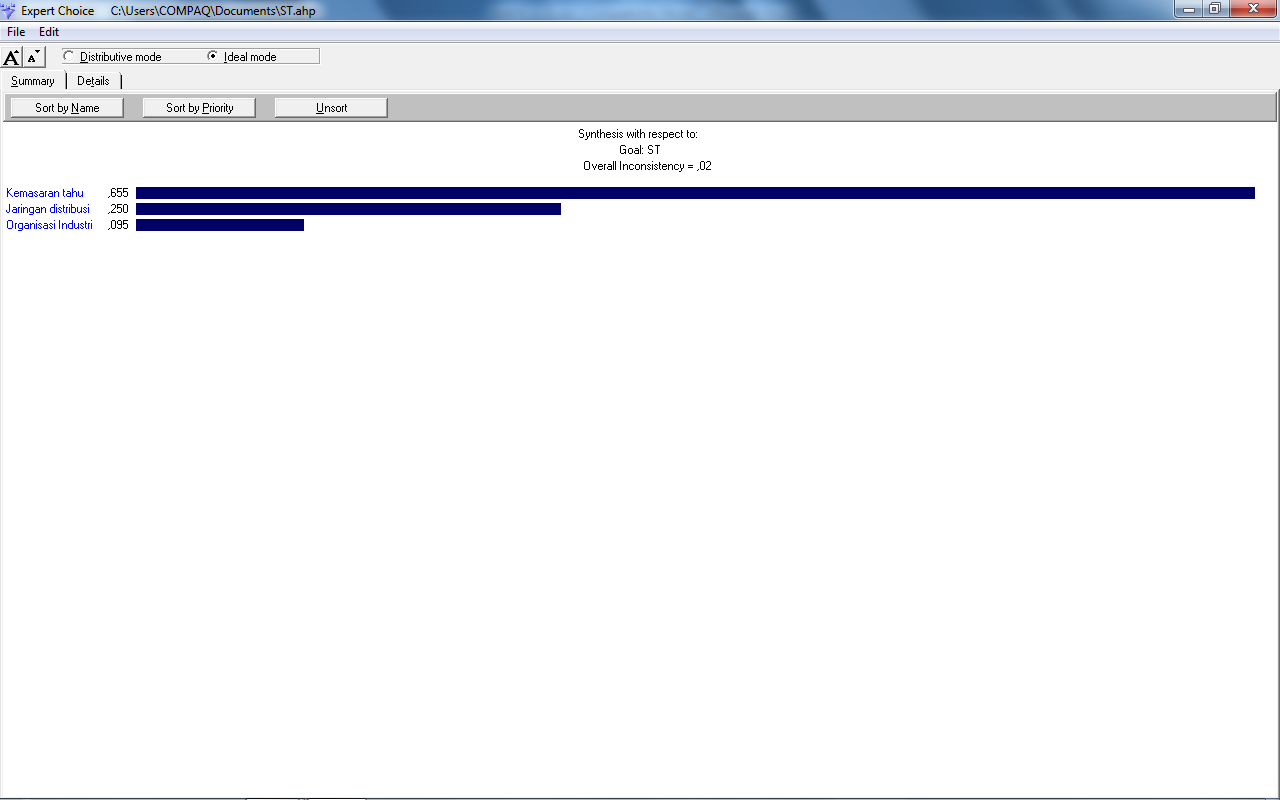 Expert Choice C:\Users\COMPAQ\Documents\ST.ahp
File Edit
A A Distributive mode Ideal mode
Summary Details
Sort by Name Sort by Priority Unsort
Synthesis with respect to:
Goal: ST
Overall Inconsistency = ,02
Kemasaran tahu ,655
Jaringan distribusi ,250
Organisasi Industri ,095